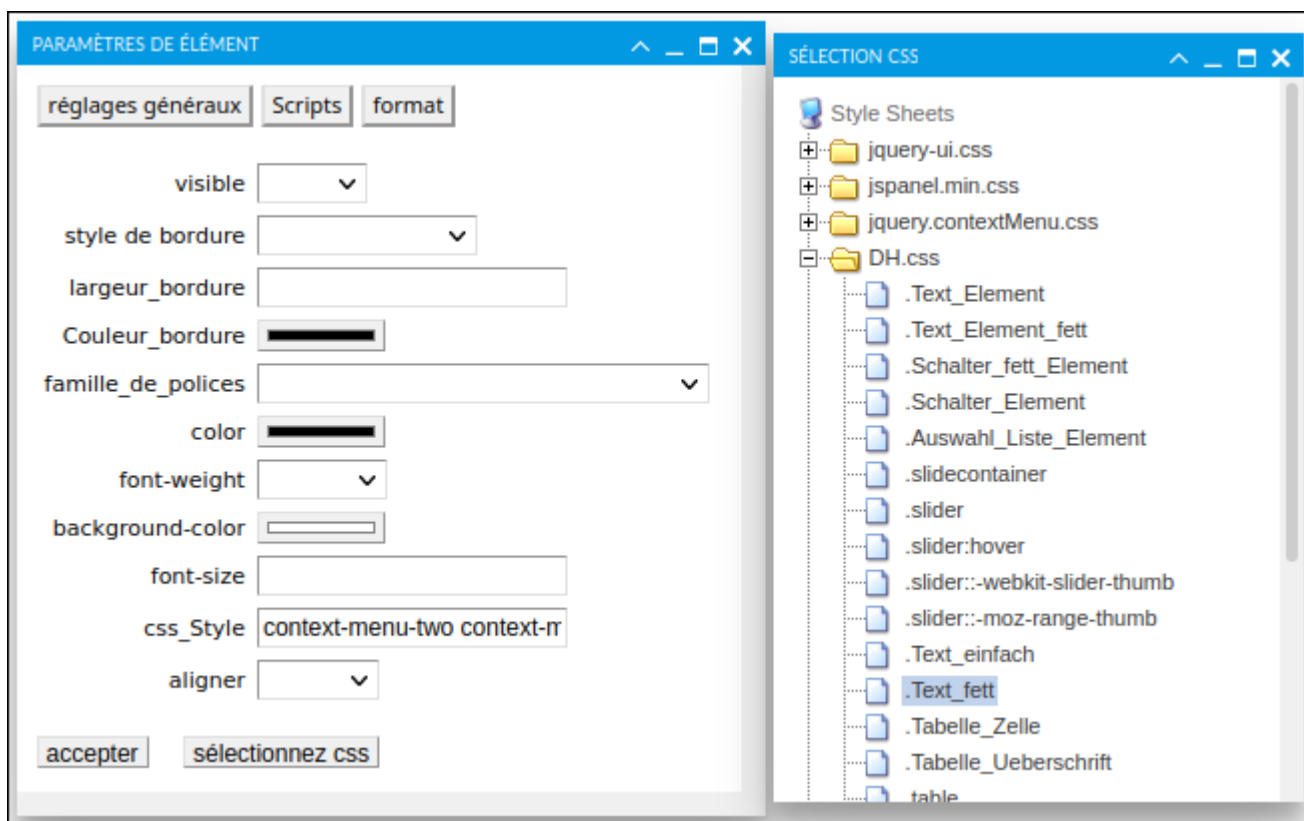 PARAMÈTRES DE ÉLÉMENT
réglages généraux Scripts format
visible
style de bordure
largeur_bordure
Couleur_bordure
famille_de_polices
color
font-weight
background-color
font-size
css_Style context-menu-two context-m
aligner
accepter sélectionnez css
SÉLECTION CSS
Style Sheets
jquery-ui.css
jspanel.min.css
jquery.contextMenu.css
DH.css
.Text_Element
.Text_Element_fett
.Schalter_fett_Element
.Schalter_Element
.Auswahl_Liste_Element
.slidecontainer
.slider
.slider:hover
.slider::-webkit-slider-thumb
.slider::-moz-range-thumb
.Text_einfach
.Text_fett
.Tabelle_Zelle
.Tabelle_Ueberschrift
.table